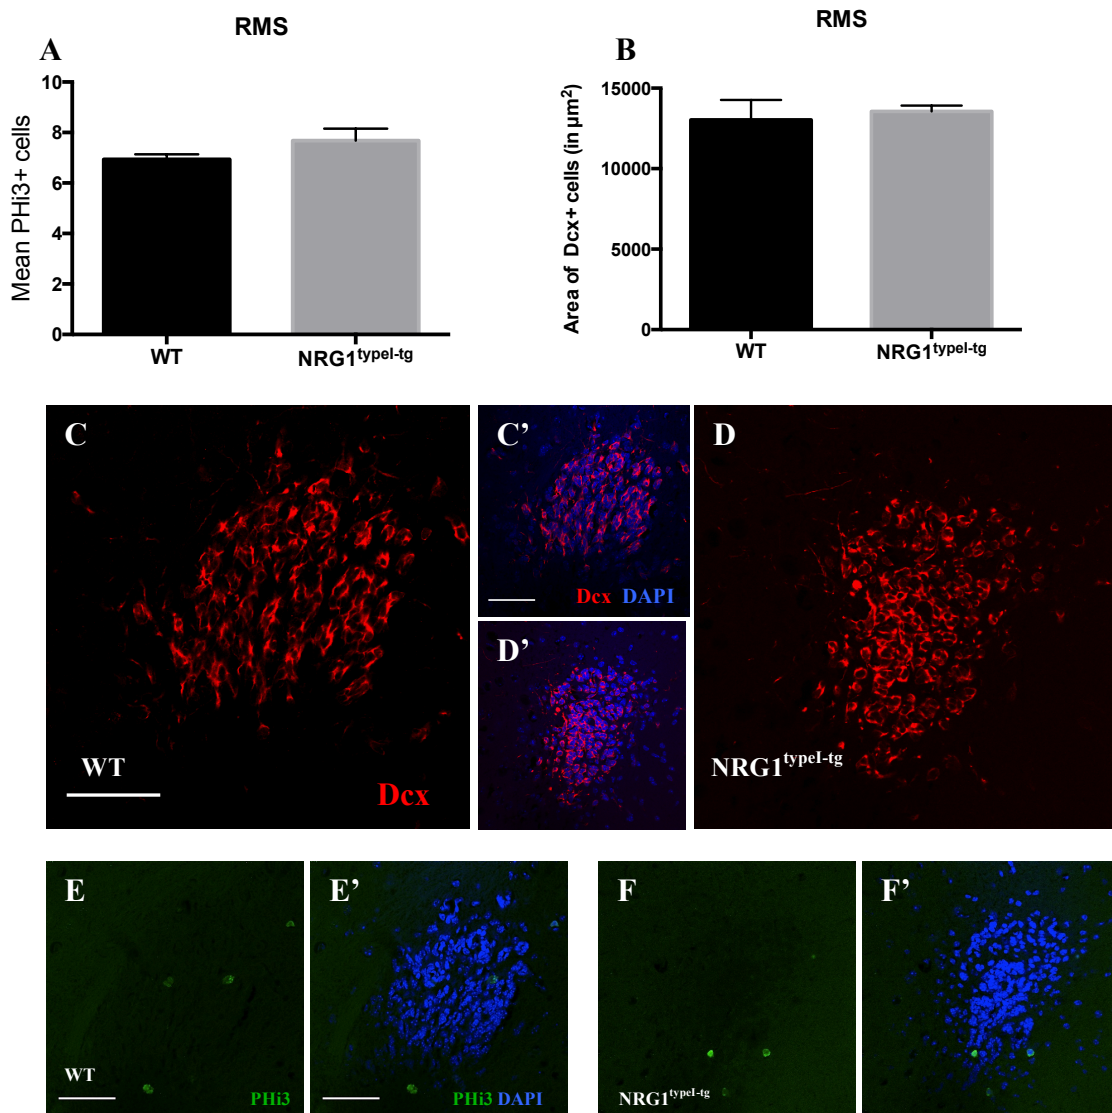 RMS
A
Mean PHi3+ cells
10
8
6
4
2
0
WT
NRG1typeI-tg
RMS
B
Area of Dcx+ cells (in µm2)
15000
10000
5000
0
WT
NRG1typeI-tg
C
WT
Dcx
C’
Dcx DAPI
D’
D
NRG1typeI-tg
E
WT
PHi3
E’
PHi3 DAPI
F
NRG1typeI-tg
F’